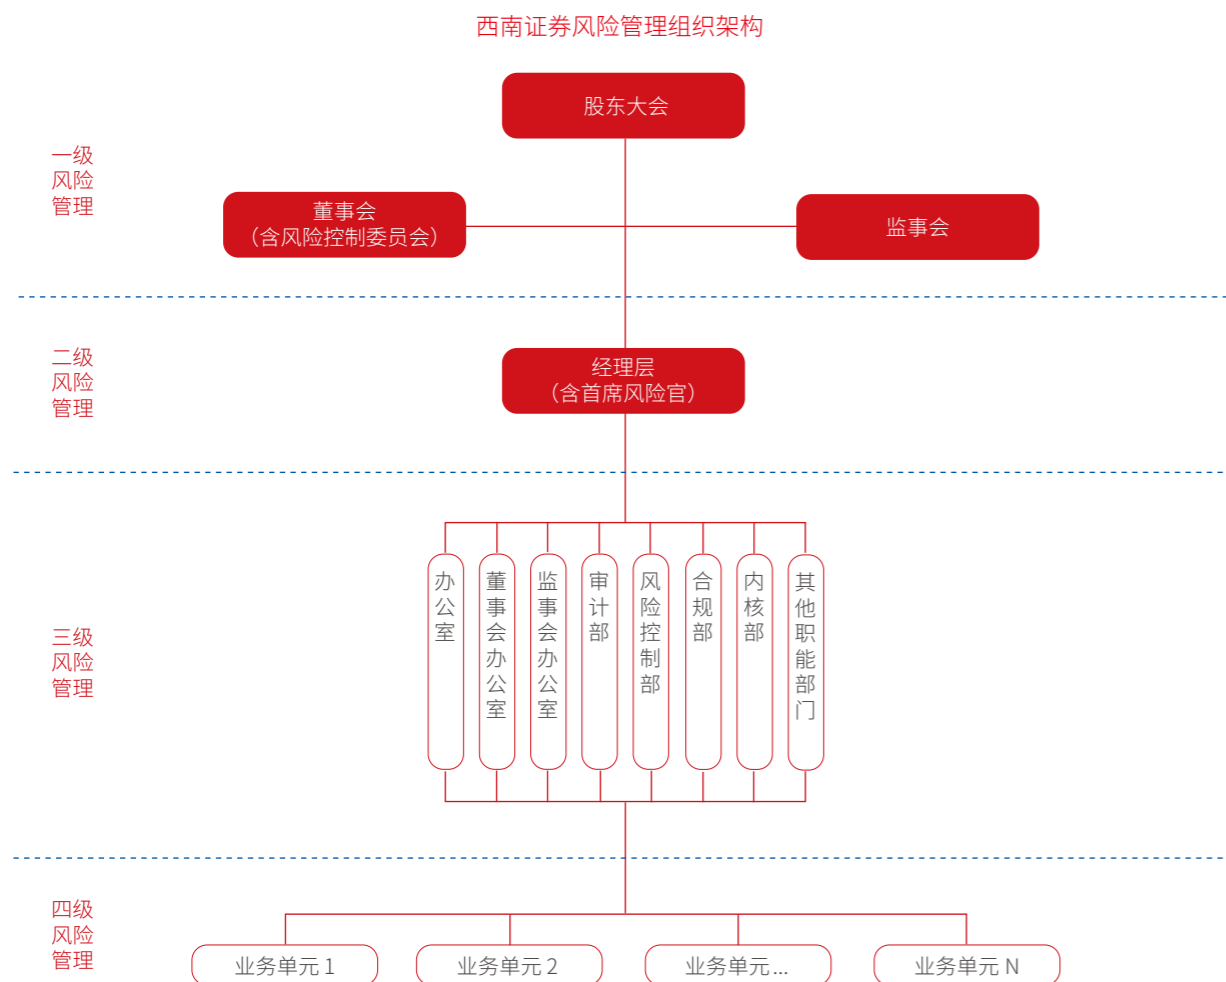 西南证券风险管理组织架构
股东大会
一级
风险
管理
董事会
（含风险控制委员会）
监事会
二级
风险
管理
经理层
（含首席风险官）
三级
风险
管理
办公室
董事会办公室
监事会办公室
审计部
风险控制部
合规部
内核部
其他职能部门
四级
风险
管理
业务单元 1
业务单元 2
业务单元 ...
业务单元 N